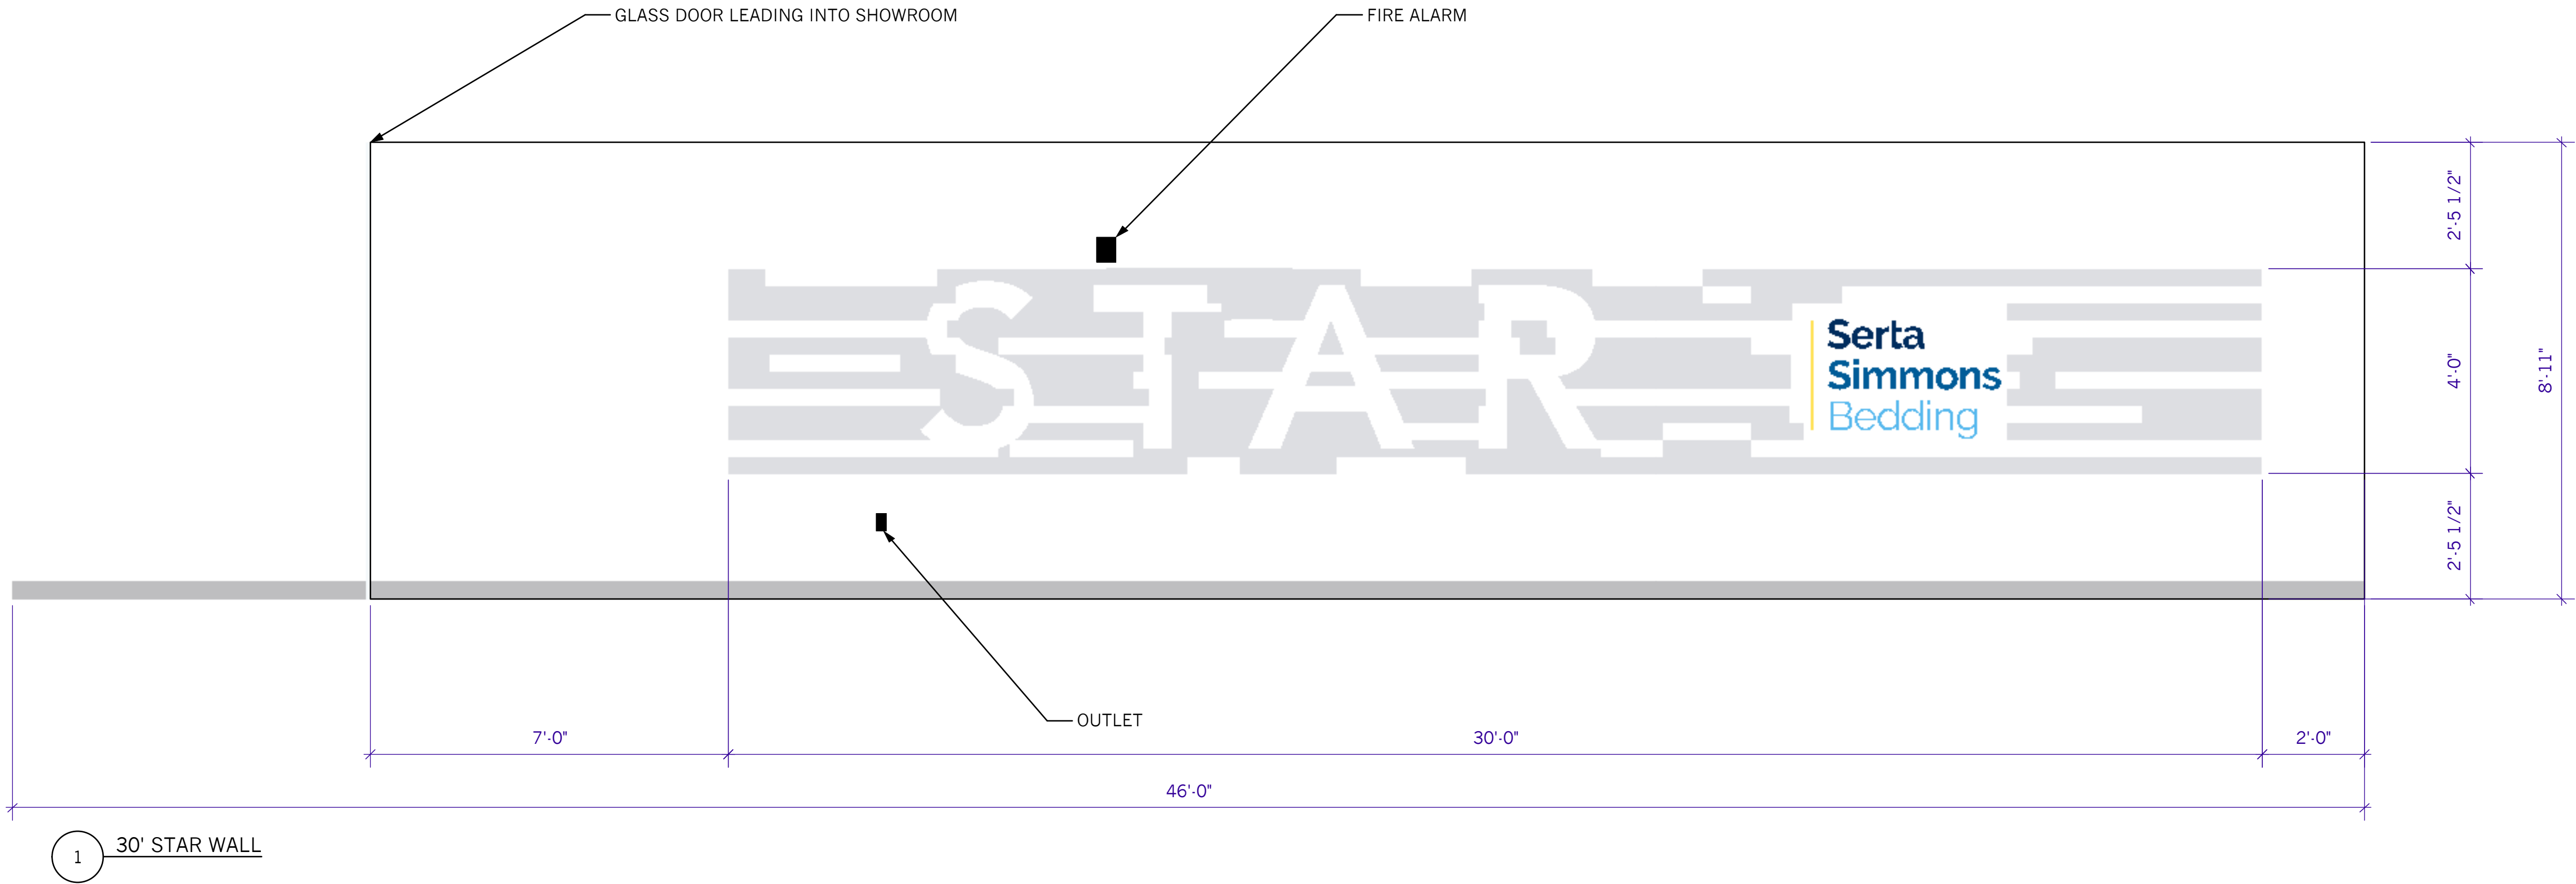 GLASS DOOR LEADING INTO SHOWROOM
FIRE ALARM
2'-5 1/2"
STAR
Serta
Simmons
Bedding
4'-0"
8'-11"
2'-5 1/2"
OUTLET
7'-0"
30'-0"
2'-0"
46'-0"
1
30' STAR WALL